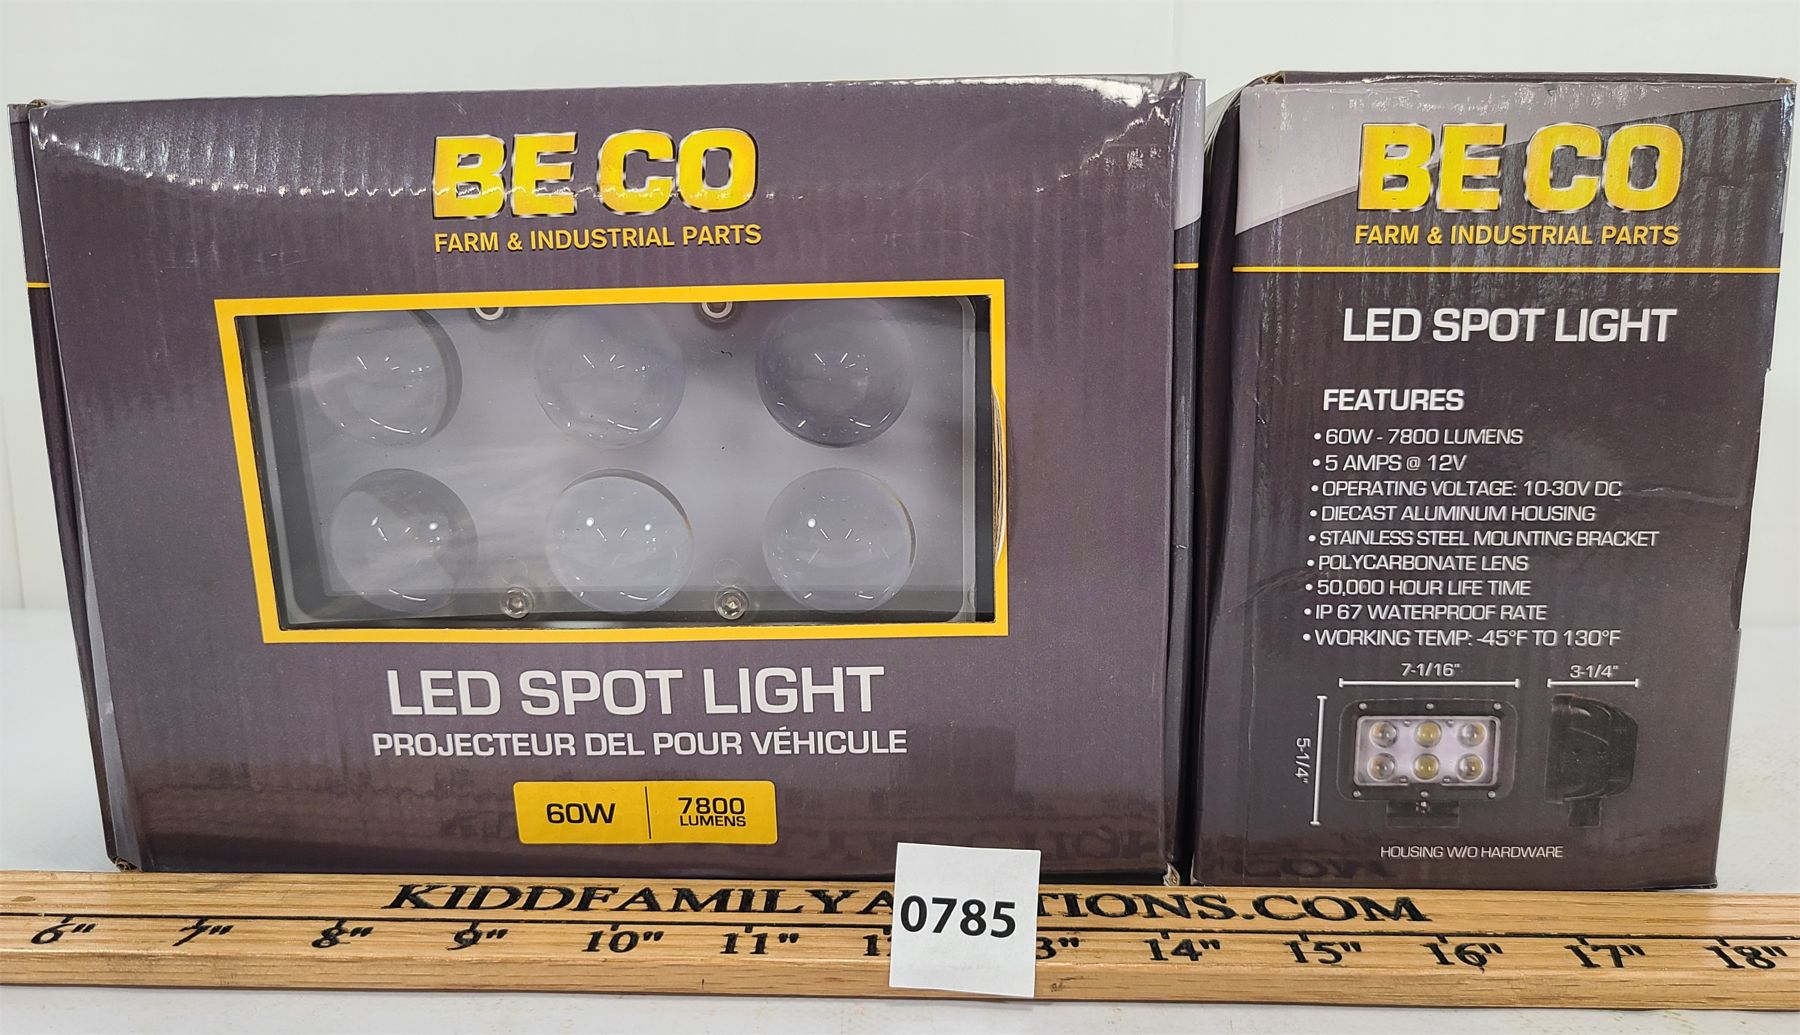 BE CO
FARM & INDUSTRIAL PARTS
LED SPOT LIGHT
PROJECTEUR DEL POUR VÉHICULE
60W
7800
LUMENS
BE CO
FARM & INDUSTRIAL PARTS
LED SPOT LIGHT
FEATURES
• 60W - 7800 LUMENS
• 5 AMPS @ 12V
• OPERATING VOLTAGE: 10-30V DC
• DIECAST ALUMINUM HOUSING
• STAINLESS STEEL MOUNTING BRACKET
• POLYCARBONATE LENS
• 50,000 HOUR LIFE TIME
• IP 67 WATERPROOF RATE
• WORKING TEMP: -45°F TO 130°F
7-1/16" 3-1/4"
5-1/4"
HOUSING W/O HARDWARE
KIDDFAMILYA TIONS.COM
0785
6" 7" 8" 9" 10" 11" 1 3" 14" 15" 16" 17" 18"